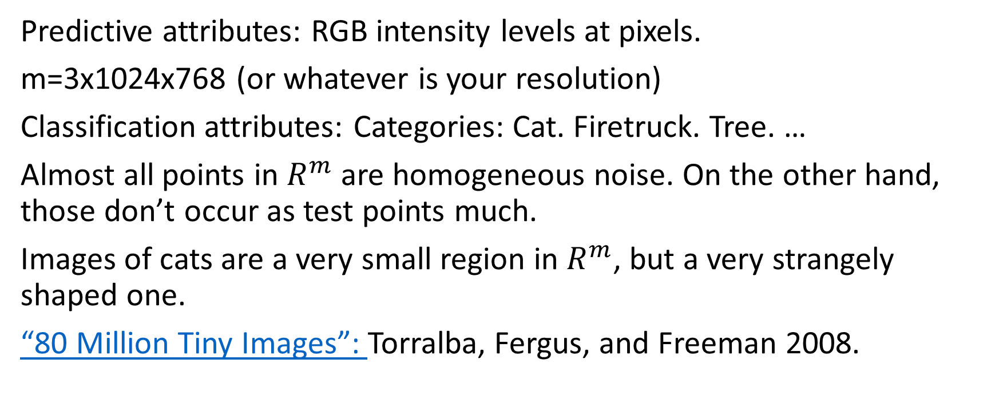 Predictive attributes: RGB intensity levels at pixels.
m=3x1024x768 (or whatever is your resolution)
Classification attributes: Categories: Cat. Firetruck. Tree. …
Almost all points in 𝑅ᵐ are homogeneous noise. On the other hand,
those don’t occur as test points much.
Images of cats are a very small region in 𝑅ᵐ, but a very strangely
shaped one.
“80 Million Tiny Images”: Torralba, Fergus, and Freeman 2008.